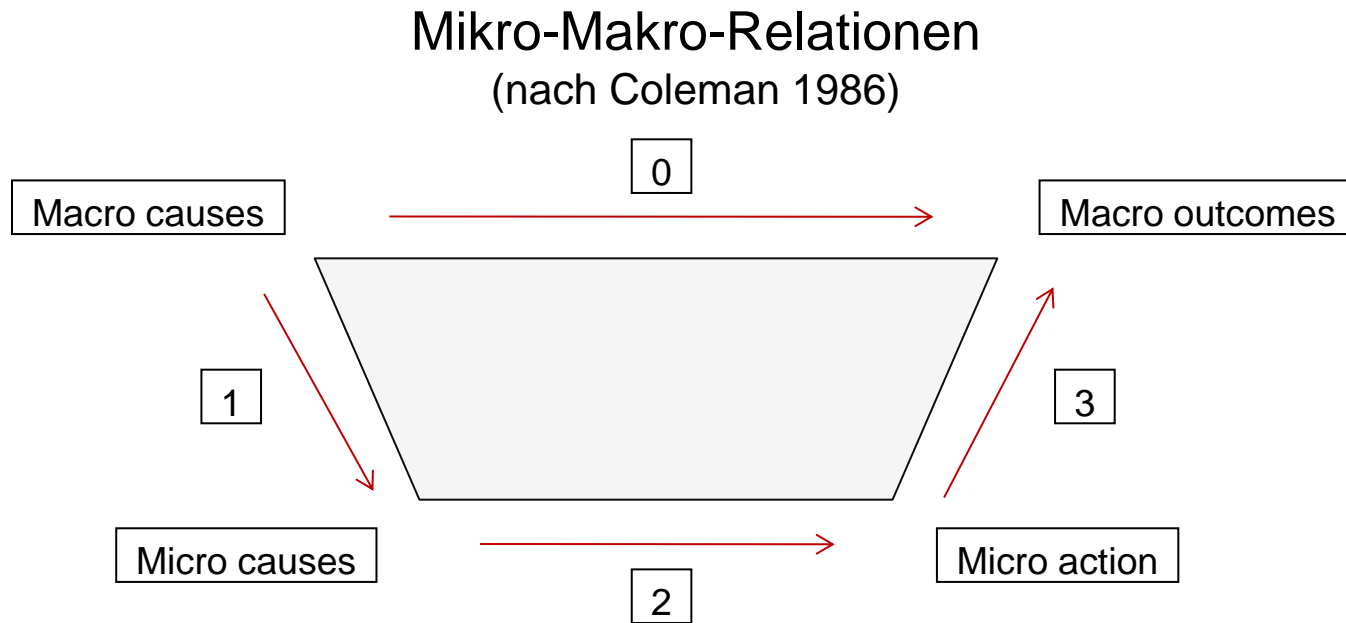 Mikro-Makro-Relationen
(nach Coleman 1986)
0
Macro causes
Macro outcomes
1
3
Micro causes
Micro action
2